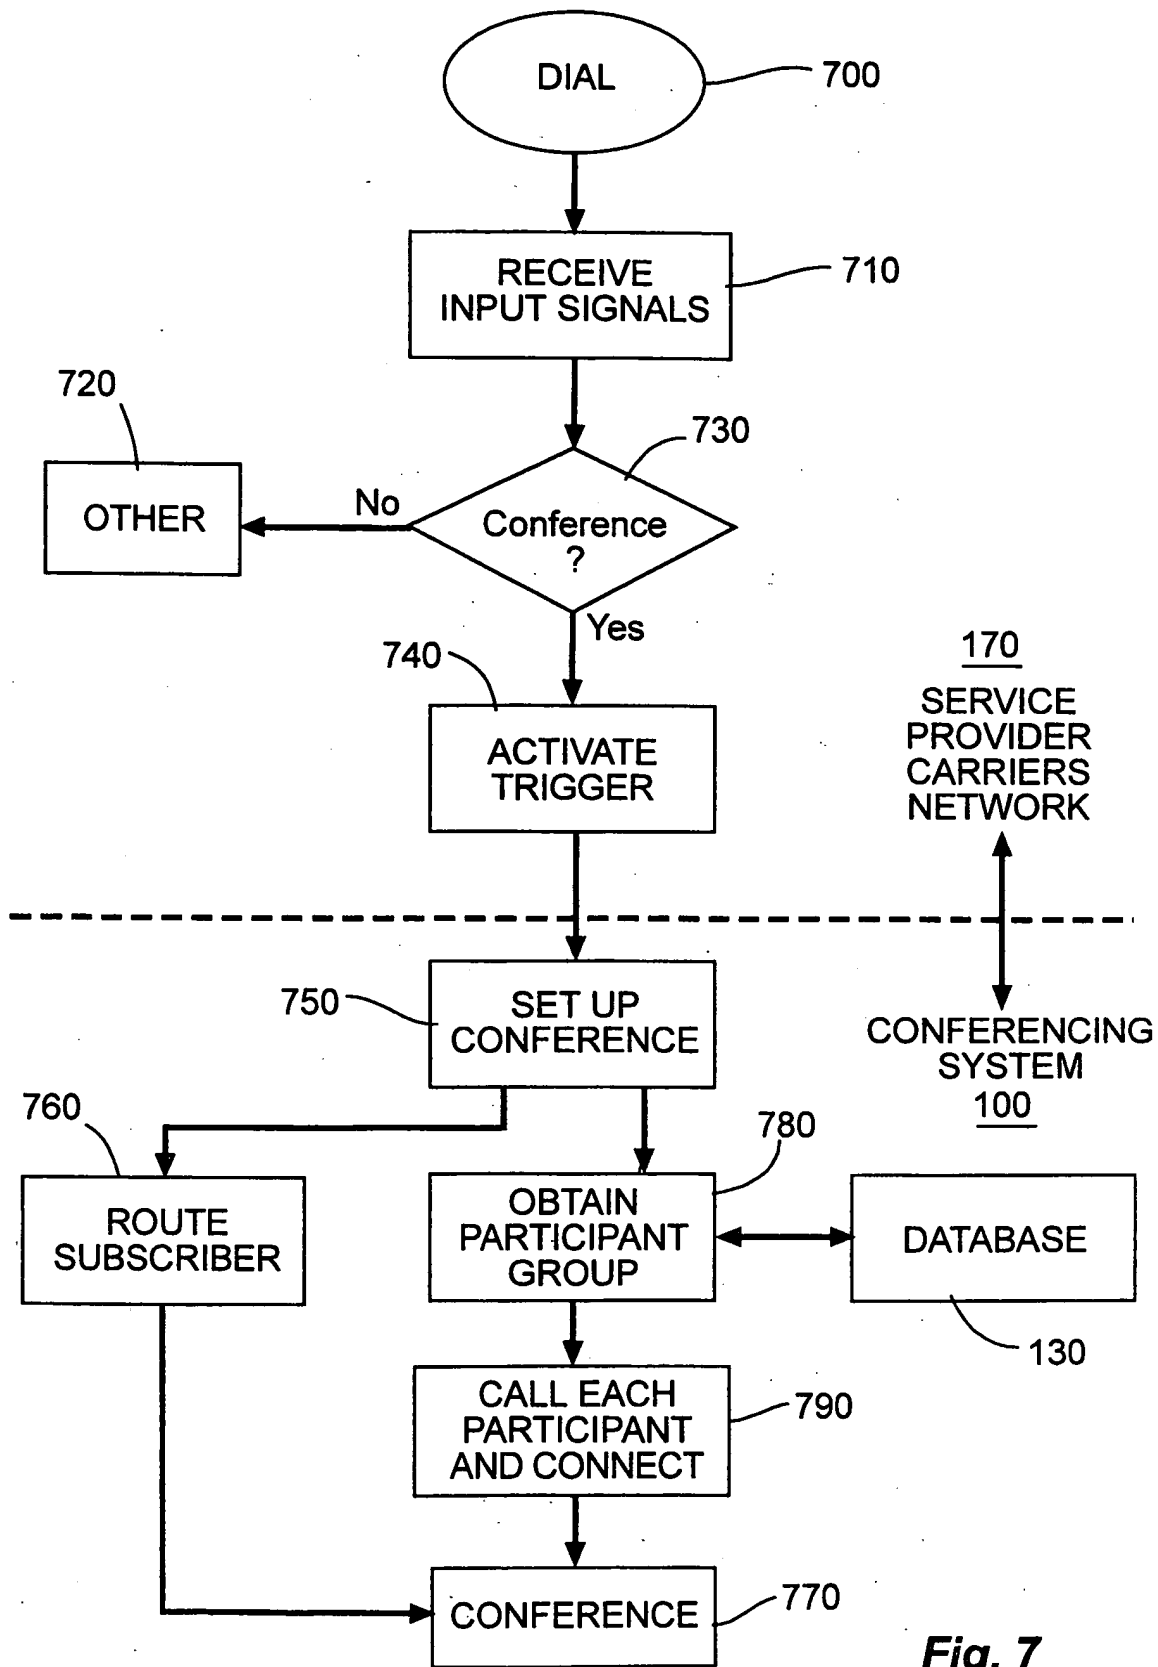 DIAL
700
RECEIVE
INPUT SIGNALS
710
720
730
OTHER
No
Conference
?
Yes
740
170
ACTIVATE
TRIGGER
SERVICE
PROVIDER
CARRIERS
NETWORK
750
SET UP
CONFERENCE
CONFERENCING
SYSTEM
100
760
780
ROUTE
SUBSCRIBER
OBTAIN
PARTICIPANT
GROUP
DATABASE
130
CALL EACH
PARTICIPANT
AND CONNECT
790
CONFERENCE
770
Fig. 7